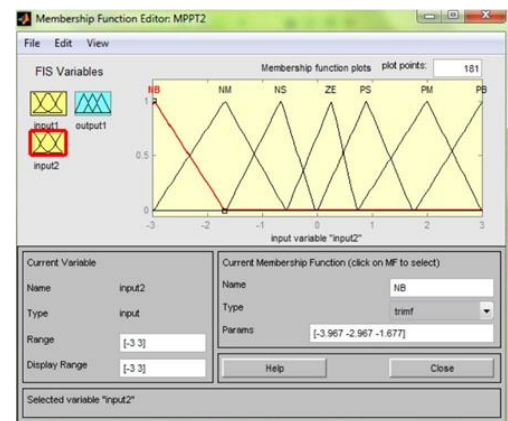 Membership Function Editor: MPPT2
File Edit View
FIS Variables
input1 output1
input2
Membership function plots plot points: 181
NB NM NS ZE PS PM PB
1
0.5
0
-3 -2 -1 0 1 2 3
input variable "input2"
Current Variable
Name input2
Type input
Range [-3 3]
Display Range [-3 3]
Current Membership Function (click on MF to select)
Name NB
Type trimf
Params [-3.967 -2.967 -1.677]
Help Close
Selected variable "input2"